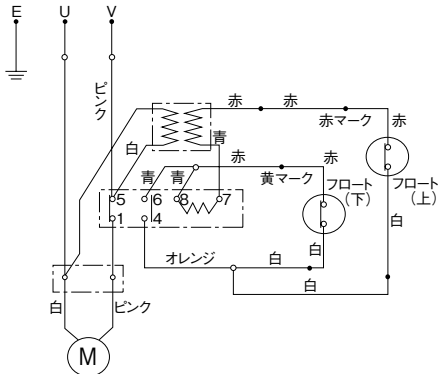 E U V
ピンク
赤 赤
赤マーク 赤
白 青
赤 赤
青 青 黄マーク
フロート
(下)
フロート
(上)
5 6 8 7
1 4
白 白
オレンジ 白
白
白 ピンク
M